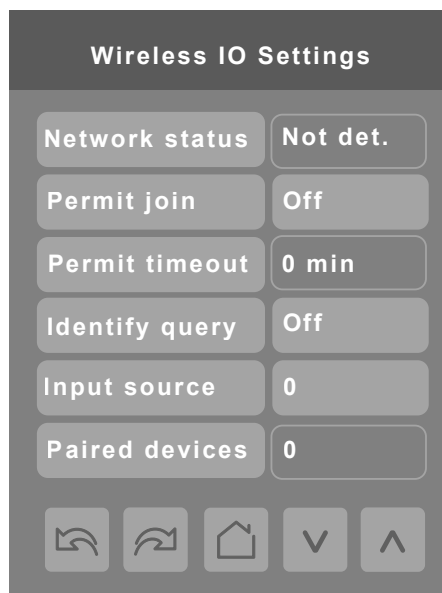 Wireless IO Settings
Network status Not det.
Permit join Off
Permit timeout 0 min
Identify query Off
Input source 0
Paired devices 0